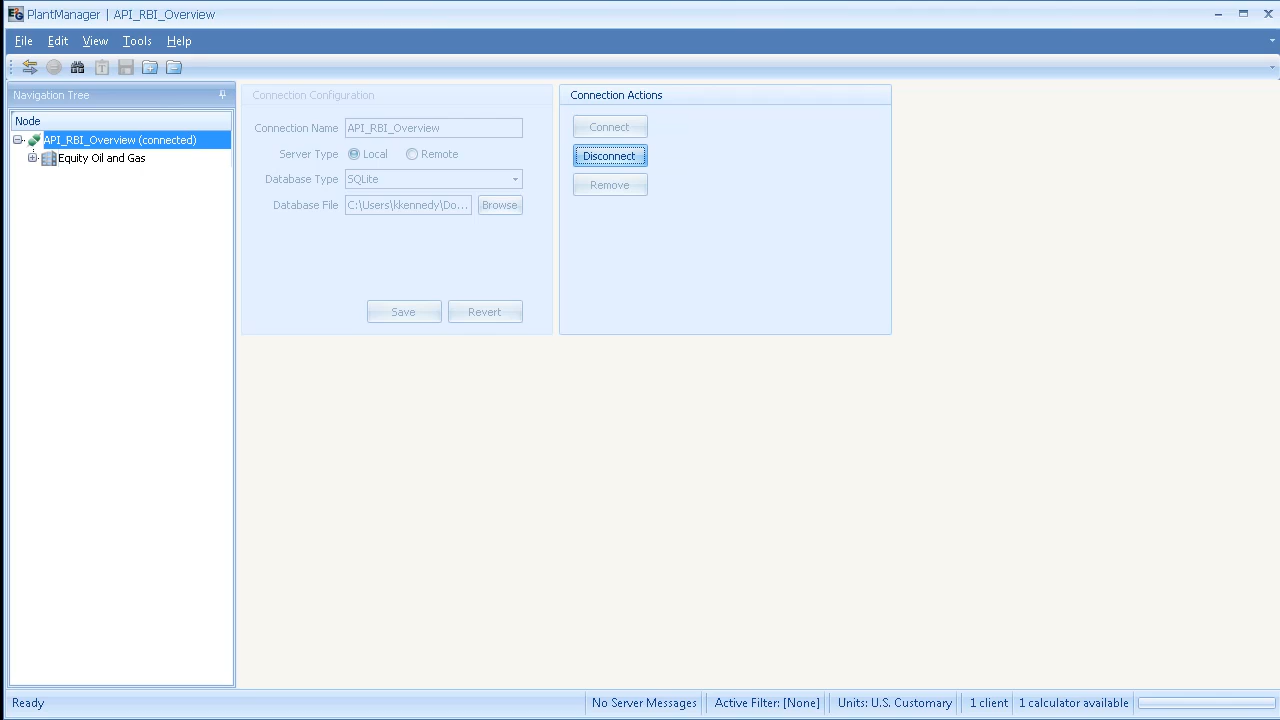 PlantManager | API_RBI_Overview
File Edit View Tools Help
Navigation Tree
Node
API_RBI_Overview (connected)
Equity Oil and Gas
Connection Configuration
Connection Name API_RBI_Overview
Server Type Local Remote
Database Type SQLite
Database File C:\Users\kkennedy\Do... Browse
Save Revert
Connection Actions
Connect
Disconnect
Remove
Ready No Server Messages Active Filter: [None] Units: U.S. Customary 1 client 1 calculator available